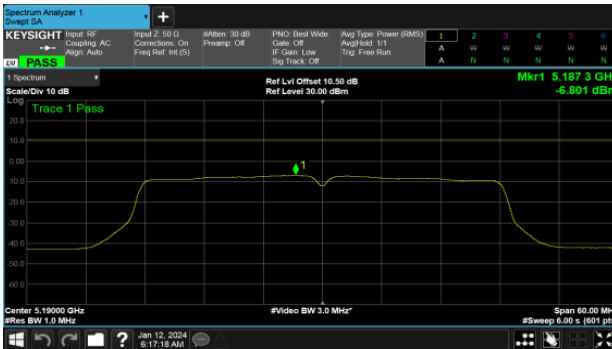 Spectrum Analyzer 1
Swept SA
+
KEYSIGHT Input: RF Input Z: 50 Ω #Atten: 30 dB PNO: Best Wide Avg Type: Power (RMS) 1 2 3 4 5 6
Coupling: AC Corrections: On Preamp: Off Gate: Off Avg|Hold: 1/1 A W W W W W
Align: Auto Freq Ref: Int (S) IF Gain: Low Trig: Free Run
LXI PASS Sig Track: Off A N N N N N
1 Spectrum Ref Lvl Offset 10.50 dB Mkr1 5.187 3 GH
Scale/Div 10 dB Ref Level 30.00 dBm -6.801 dBr
Log
Trace 1 Pass
20.0
10.0
0.00
1
-10.0
-20.0
-30.0
-40.0
-50.0
-60.0
Center 5.19000 GHz #Video BW 3.0 MHz* Span 60.00 MH
#Res BW 1.0 MHz #Sweep 6.00 s (601 pts
? Jan 12, 2024
6:17:18 AM